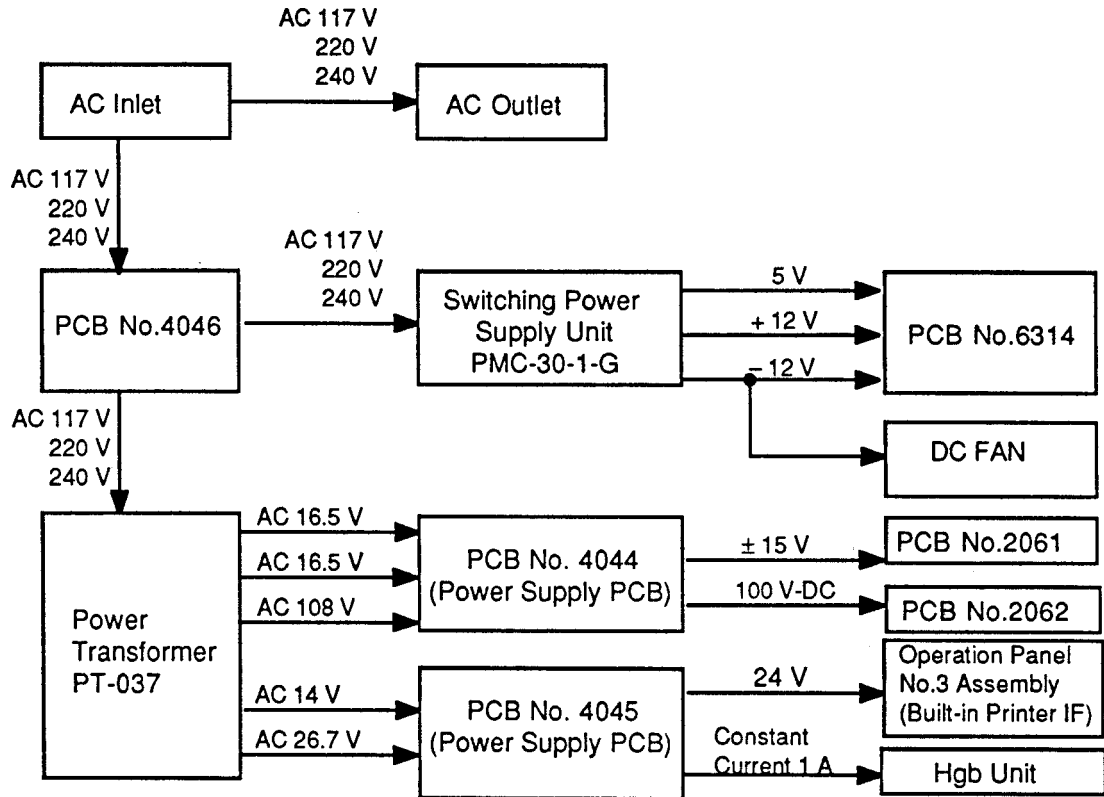 AC 117 V
220 V
240 V
AC Inlet
AC Outlet
AC 117 V
220 V
240 V
AC 117 V
220 V
240 V
PCB No.4046
Switching Power
Supply Unit
PMC-30-1-G
5 V
+ 12 V
– 12 V
PCB No.6314
AC 117 V
220 V
240 V
DC FAN
Power
Transformer
PT-037
AC 16.5 V
AC 16.5 V
AC 108 V
PCB No. 4044
(Power Supply PCB)
± 15 V
100 V-DC
PCB No.2061
PCB No.2062
AC 14 V
AC 26.7 V
PCB No. 4045
(Power Supply PCB)
24 V
Constant
Current 1 A
Operation Panel
No.3 Assembly
(Built-in Printer IF)
Hgb Unit